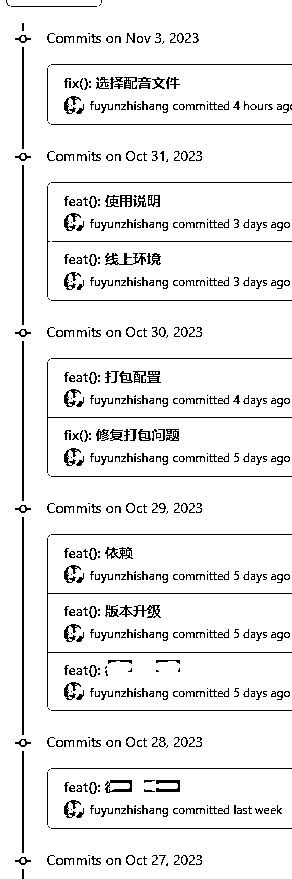 Commits on Nov 3, 2023
fix(): 选择配音文件
fuyunzhishang committed 4 hours ago
Commits on Oct 31, 2023
feat(): 使用说明
fuyunzhishang committed 3 days ago
feat(): 线上环境
fuyunzhishang committed 3 days ago
Commits on Oct 30, 2023
feat(): 打包配置
fuyunzhishang committed 4 days ago
fix(): 修复打包问题
fuyunzhishang committed 5 days ago
Commits on Oct 29, 2023
feat(): 依赖
fuyunzhishang committed 5 days ago
feat(): 版本升级
fuyunzhishang committed 5 days ago
feat():
fuyunzhishang committed 5 days ago
Commits on Oct 28, 2023
feat():
fuyunzhishang committed last week
Commits on Oct 27, 2023